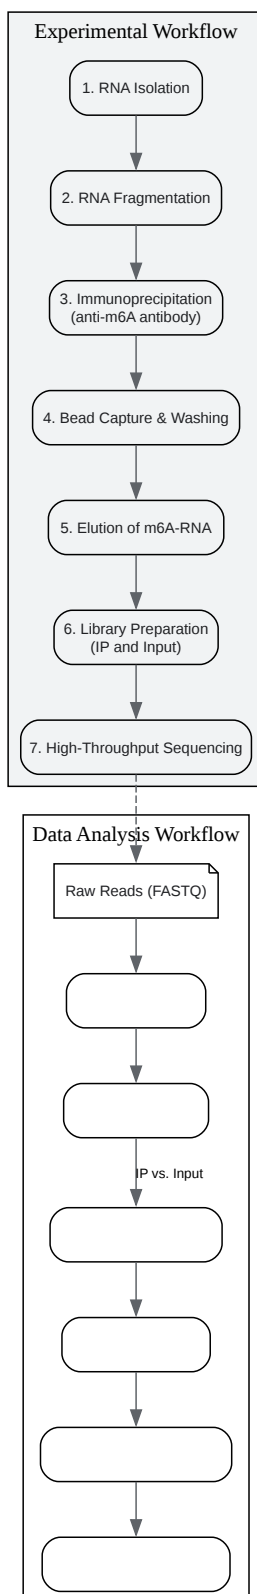 Experimental Workflow
1. RNA Isolation
2. RNA Fragmentation
3. Immunoprecipitation
(anti-m6A antibody)
4. Bead Capture & Washing
5. Elution of m6A-RNA
6. Library Preparation
(IP and Input)
7. High-Throughput Sequencing
Data Analysis Workflow
Raw Reads (FASTQ)
IP vs. Input